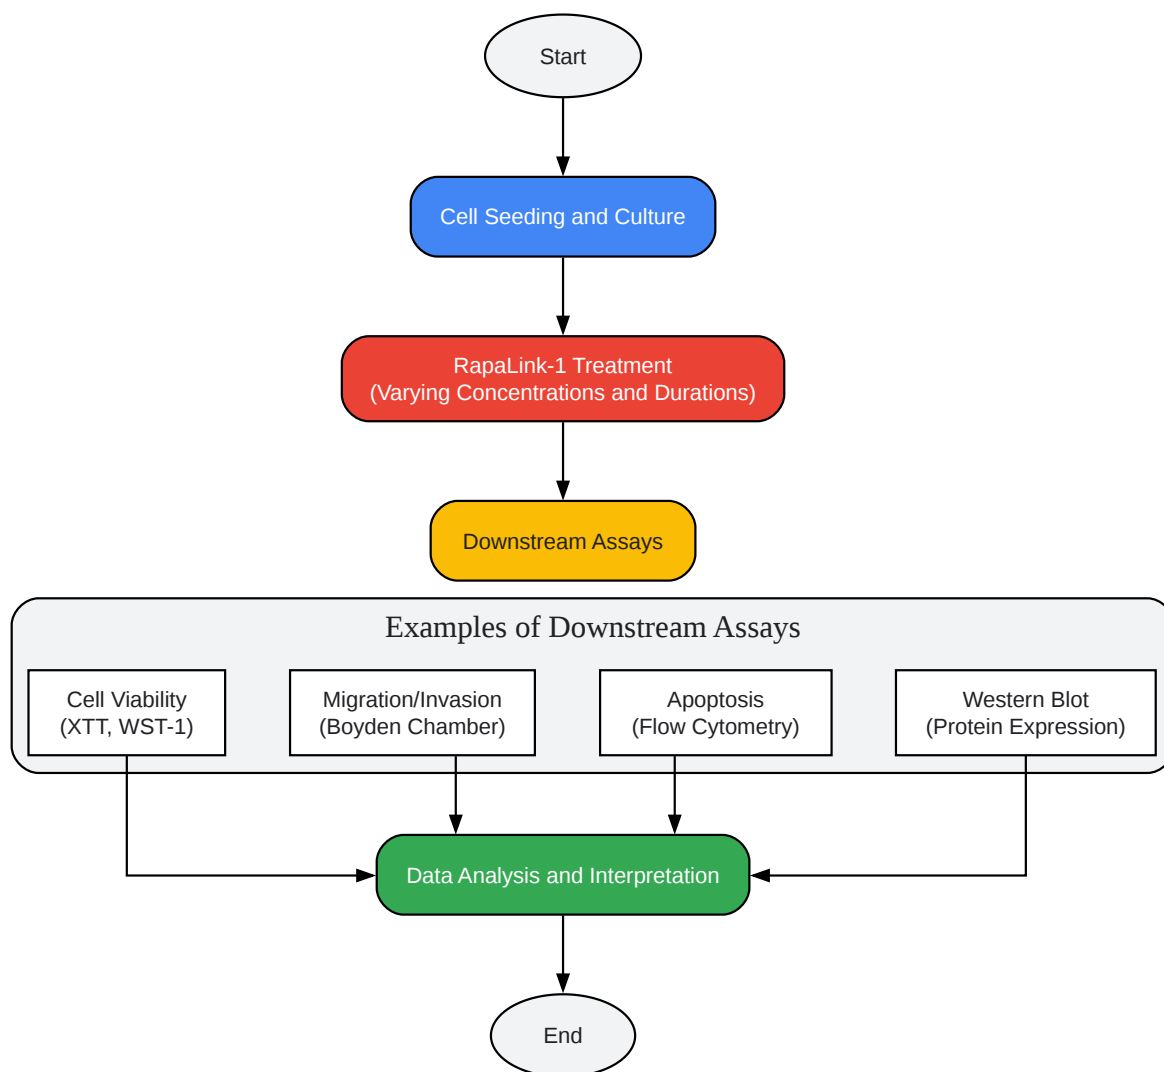 Start
Cell Seeding and Culture
RapaLink-1 Treatment
(Varying Concentrations and Durations)
Downstream Assays
Examples of Downstream Assays
Cell Viability
(XTT, WST-1)
Migration/Invasion
(Boyden Chamber)
Apoptosis
(Flow Cytometry)
Western Blot
(Protein Expression)
Data Analysis and Interpretation
End